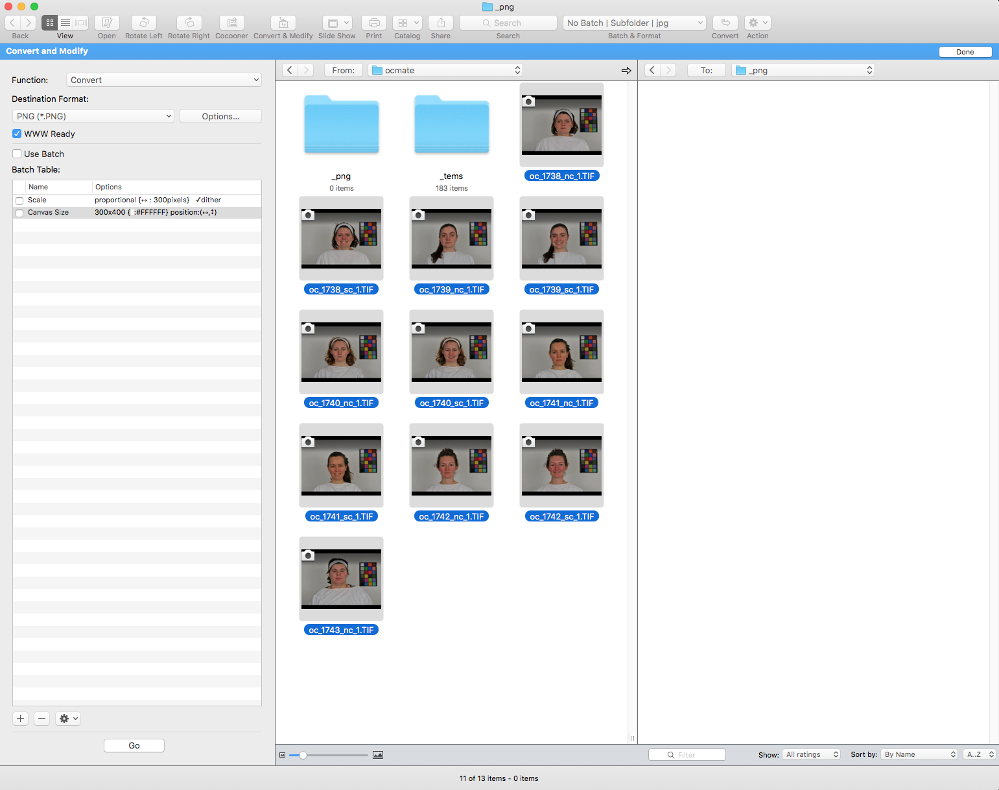 _png
Back
View
Open
Rotate Left
Rotate Right
Cocooner
Convert & Modify
Slide Show
Print
Catalog
Share
Search
Search
No Batch | Subfolder | jpg
Batch & Format
Convert
Action
Convert and Modify
Done
Function:
Convert
Destination Format:
PNG (*.PNG)
Options...
WWW Ready
Use Batch
Batch Table:
Name
Options
Scale
proportional {↔ : 300pixels} ✓dither
Canvas Size
300x400 { :#FFFFFF} position:(↔,↕)
Go
From:
ocmate
To:
_png
_png
0 items
_tems
183 items
oc_1738_nc_1.TIF
oc_1738_sc_1.TIF
oc_1739_nc_1.TIF
oc_1739_sc_1.TIF
oc_1740_nc_1.TIF
oc_1740_sc_1.TIF
oc_1741_nc_1.TIF
oc_1741_sc_1.TIF
oc_1742_nc_1.TIF
oc_1742_sc_1.TIF
oc_1743_nc_1.TIF
Filter
Show:
All ratings
Sort by:
By Name
A..Z
11 of 13 items - 0 items